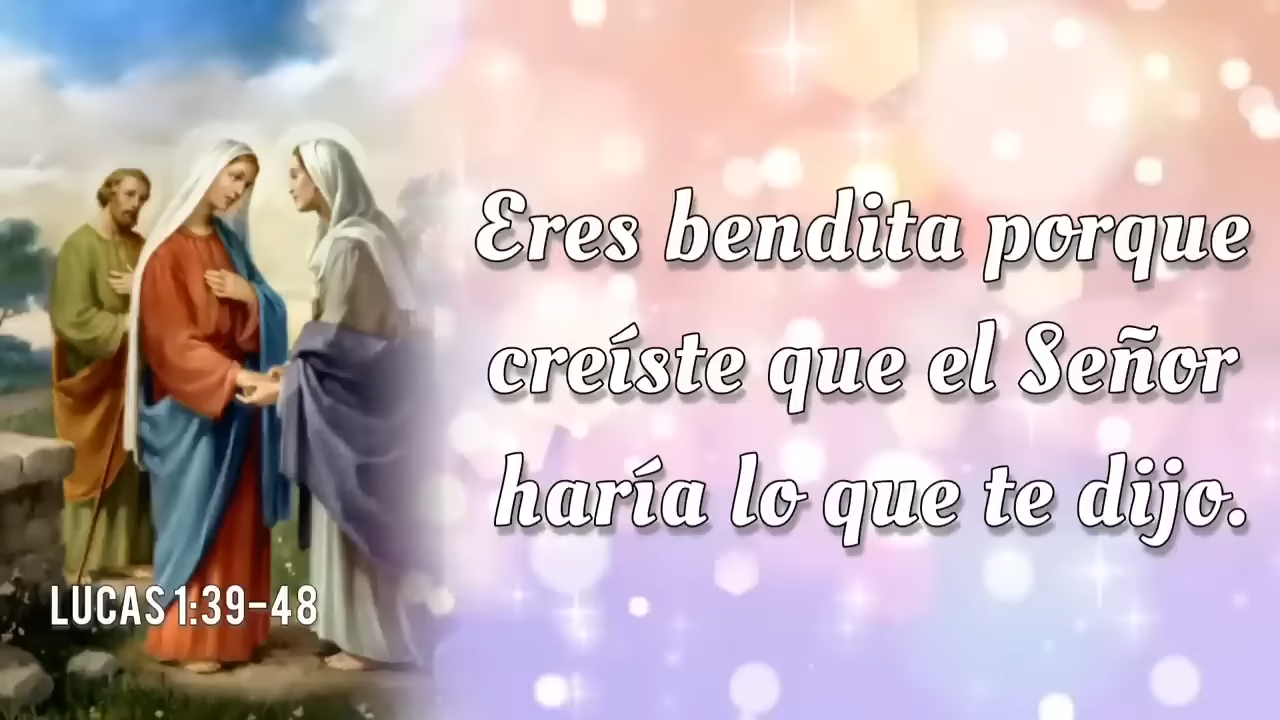 Eres bendita porque
creíste que el Señor
haría lo que te dijo.
LUCAS 1:39-48